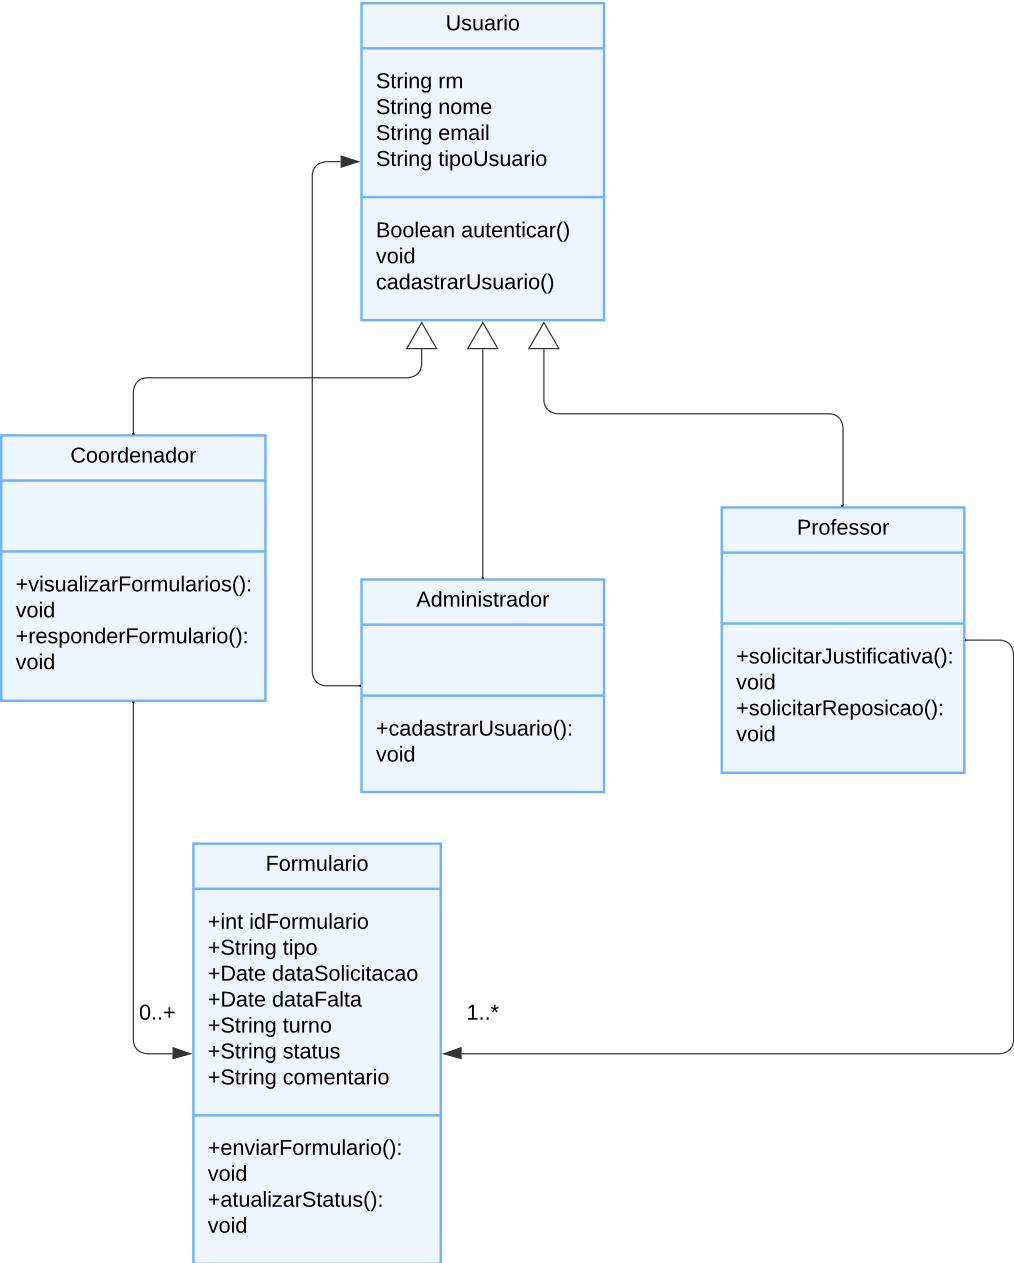 Usuario
String rm
String nome
String email
String tipoUsuario
Boolean autenticar()
void
cadastrarUsuario()
Coordenador
+visualizarFormularios():
void
+responderFormulario():
void
Administrador
+cadastrarUsuario():
void
Professor
+solicitarJustificativa():
void
+solicitarReposicao():
void
Formulario
+int idFormulario
+String tipo
+Date dataSolicitacao
+Date dataFalta
+String turno
+String status
+String comentario
+enviarFormulario():
void
+atualizarStatus():
void
0..+
1..*